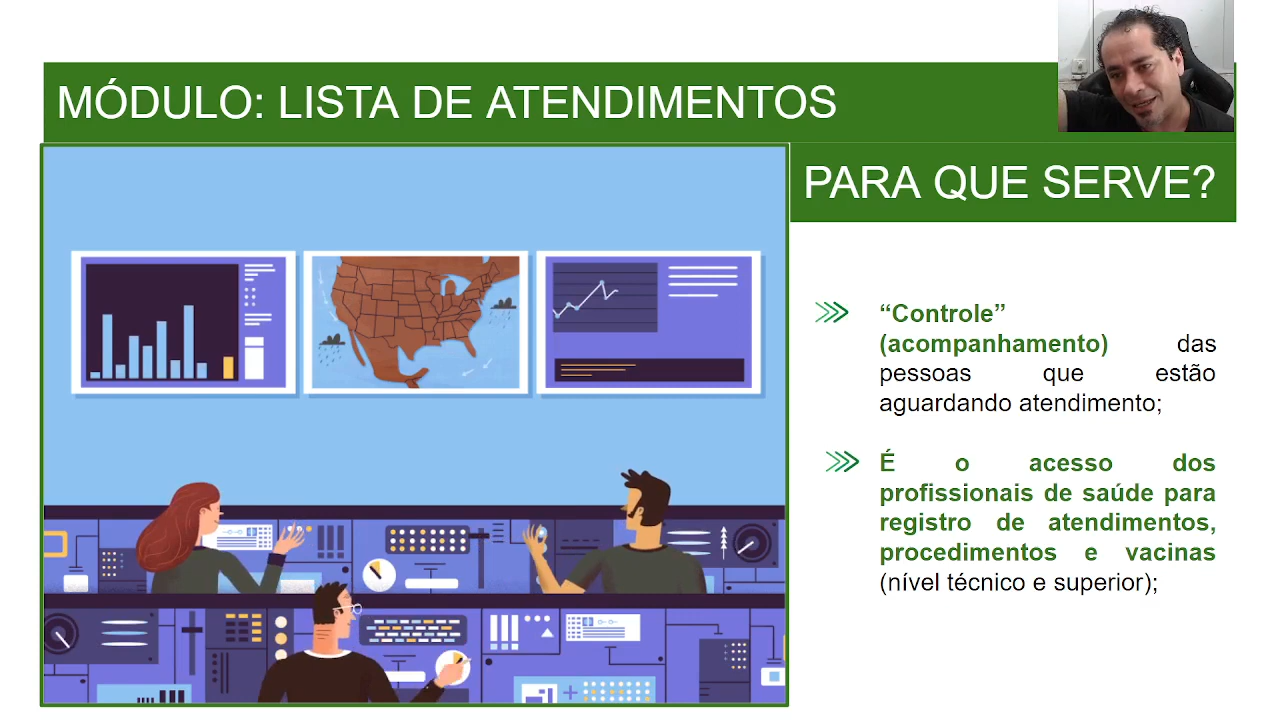 MÓDULO: LISTA DE ATENDIMENTOS
PARA QUE SERVE?
“Controle”
(acompanhamento) das
pessoas que estão
aguardando atendimento;
É o acesso dos
profissionais de saúde para
registro de atendimentos,
procedimentos e vacinas
(nível técnico e superior);